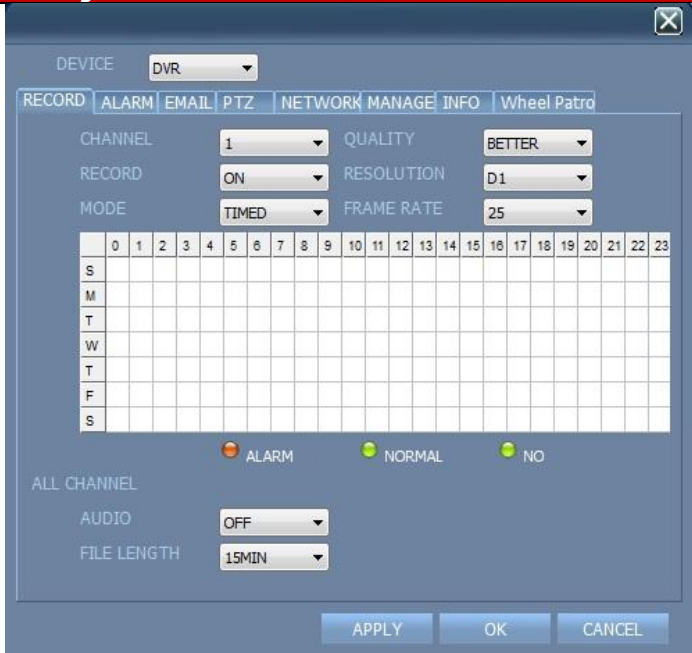 DEVICE DVR
RECORD ALARM EMAIL PTZ NETWORK MANAGE INFO Wheel Patro
CHANNEL 1 QUALITY BETTER
RECORD ON RESOLUTION D1
MODE TIMED FRAME RATE 25
0 1 2 3 4 5 6 7 8 9 10 11 12 13 14 15 16 17 18 19 20 21 22 23
S
M
T
W
T
F
S
ALARM NORMAL NO
ALL CHANNEL
AUDIO OFF
FILE LENGTH 15MIN
APPLY OK CANCEL